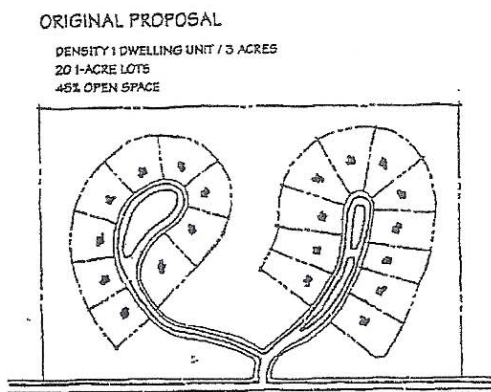 ORIGINAL PROPOSAL
DENSITY 1 DWELLING UNIT / 3 ACRES
20 1-ACRE LOTS
45% OPEN SPACE